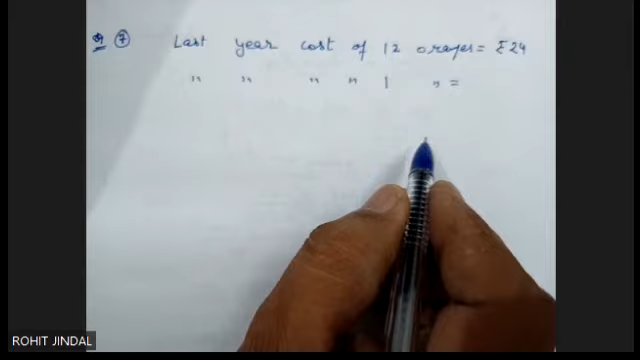 Q 7 Last year cost of 12 oranges = ₹ 24
" " " " 1 " =
ROHIT JINDAL